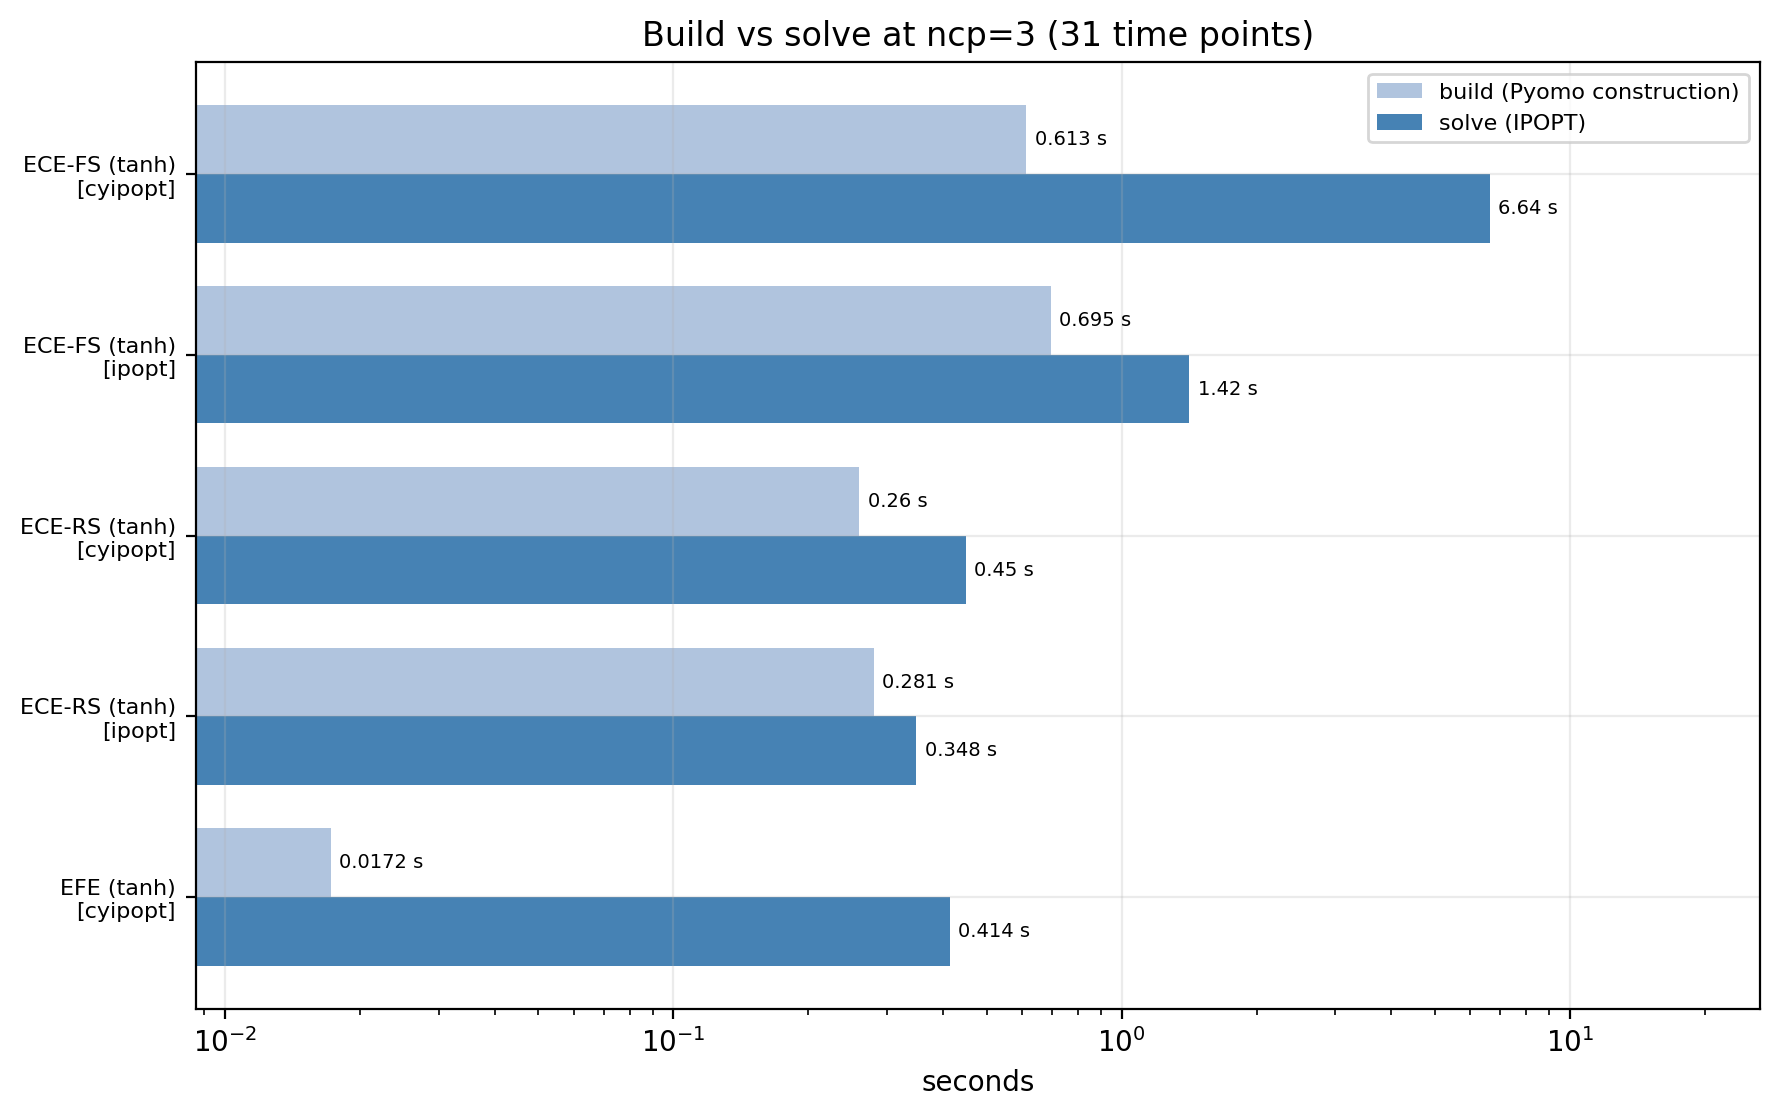 Build vs solve at ncp=3 (31 time points)
build (Pyomo construction)
solve (IPOPT)
ECE-FS (tanh)
[cyipopt]
0.613 s
6.64 s
ECE-FS (tanh)
[ipopt]
0.695 s
1.42 s
ECE-RS (tanh)
[cyipopt]
0.26 s
0.45 s
ECE-RS (tanh)
[ipopt]
0.281 s
0.348 s
EFE (tanh)
[cyipopt]
0.0172 s
0.414 s
10⁻² 10⁻¹ 10⁰ 10¹
seconds